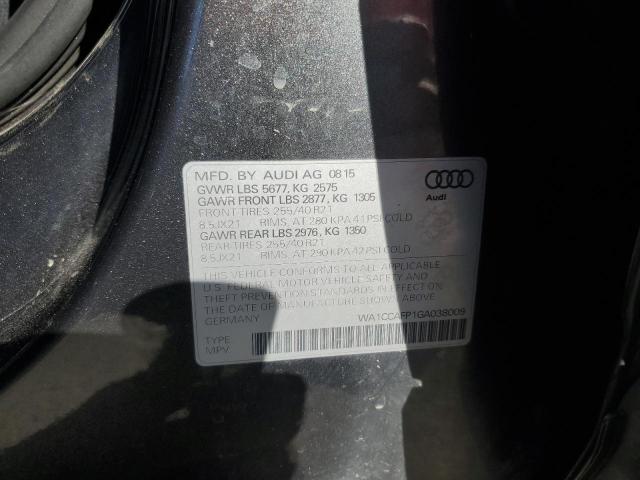 MFD. BY AUDI AG 08 15
GVWR LBS 5677, KG 2575
GAWR FRONT LBS 2877, KG 1305
FRONT TIRES 255/40 R21
8.5JX21 RIMS, AT 280 KPA 41 PSI COLD
GAWR REAR LBS 2976, KG 1350
REAR TIRES 255/40 R21
8.5JX21 RIMS, AT 290 KPA 42 PSI COLD
THIS VEHICLE CONFORMS TO ALL APPLICABLE
U.S. FEDERAL MOTOR VEHICLE SAFETY AND
THEFT PREVENTION STANDARDS IN EFFECT ON
THE DATE OF MANUFACTURE SHOWN ABOVE.
GERMANY
WA1CCAFP1GA038009
TYPE:
MPV
Audi